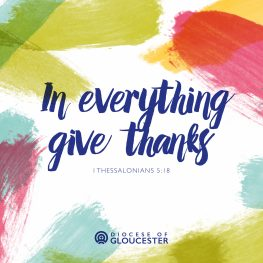 In everything
give thanks
1 THESSALONIANS 5:18
DIOCESE OF
GLOUCESTER